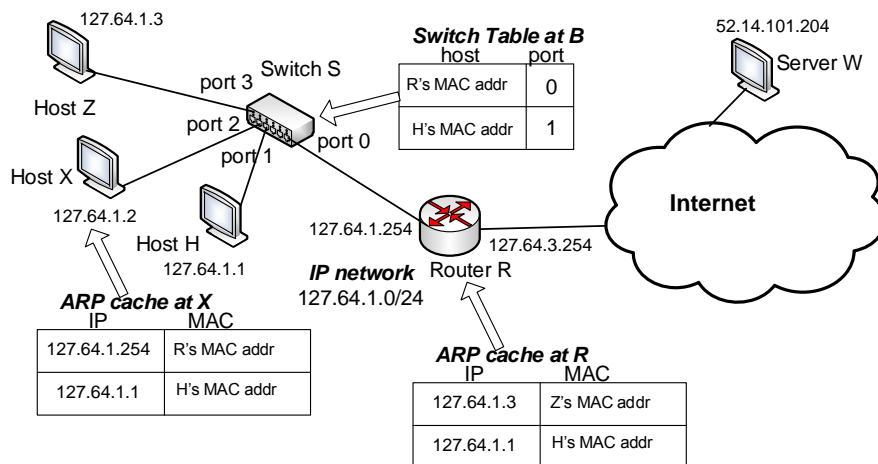 127.64.1.3
Host Z
port 3
Switch S
port 2
port 1
port 0
Switch Table at B
host port
R's MAC addr 0
H's MAC addr 1
52.14.101.204
Server W
Internet
Host X
127.64.1.2
Host H
127.64.1.1
127.64.1.254
127.64.3.254
Router R
IP network
127.64.1.0/24
ARP cache at X
IP MAC
127.64.1.254 R's MAC addr
127.64.1.1 H's MAC addr
ARP cache at R
IP MAC
127.64.1.3 Z's MAC addr
127.64.1.1 H's MAC addr